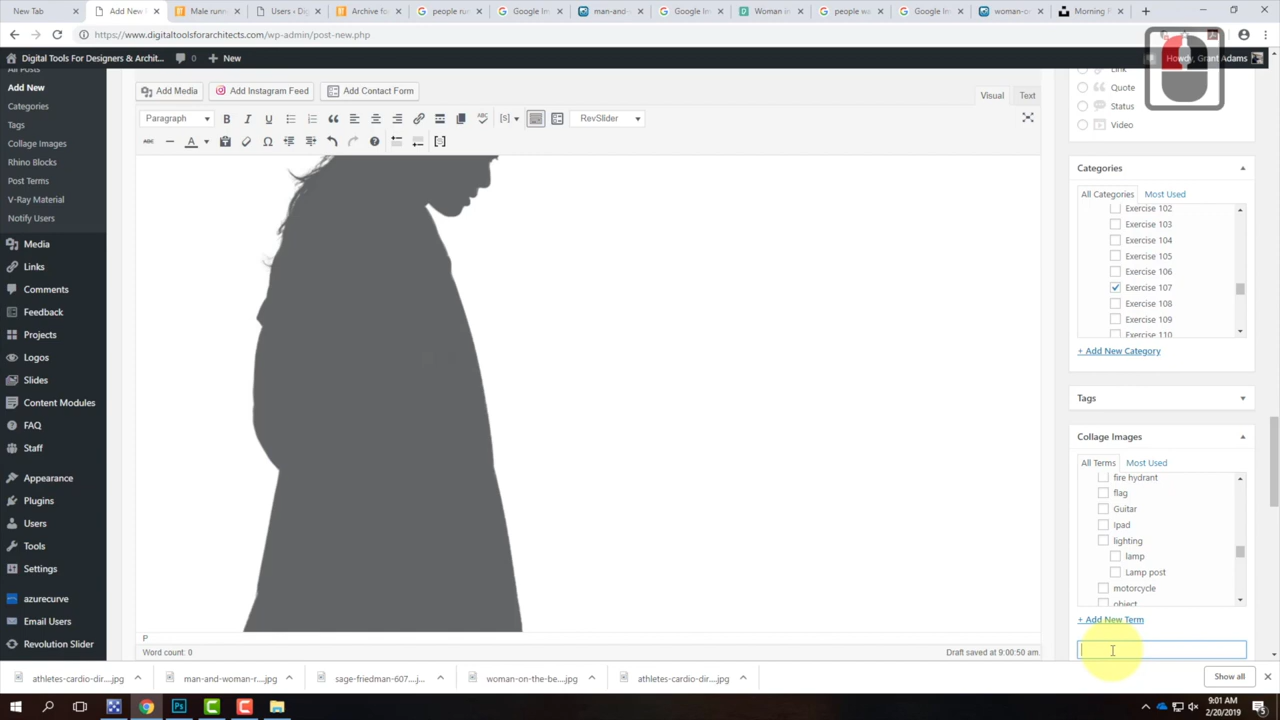 New Tab
Add New
Male runn
Users ‹ Dig
Archive for
people run
Google Im
man-and-
Google Im
Woman in
people wa
Google Im
woman-on
Morning F
https://www.digitaltoolsforarchitects.com/wp-admin/post-new.php
Digital Tools For Designers & Archit...
0
New
Howdy, Grant Adams
All Posts
Add New
Categories
Tags
Collage Images
Rhino Blocks
Post Terms
V-Ray Material
Notify Users
Media
Links
Comments
Feedback
Projects
Logos
Slides
Content Modules
FAQ
Staff
Appearance
Plugins
Users
Tools
Settings
azurecurve
Email Users
Revolution Slider
Add Media
Add Instagram Feed
Add Contact Form
Visual
Text
Paragraph
RevSlider
P
Word count: 0
Draft saved at 9:00:50 am.
Link
Quote
Status
Video
Categories
All Categories
Most Used
Exercise 102
Exercise 103
Exercise 104
Exercise 105
Exercise 106
Exercise 107
Exercise 108
Exercise 109
Exercise 110
+ Add New Category
Tags
Collage Images
All Terms
Most Used
fire hydrant
flag
Guitar
Ipad
lighting
lamp
Lamp post
motorcycle
object
+ Add New Term
athletes-cardio-dir....jpg
man-and-woman-r....jpg
sage-friedman-607....jpg
woman-on-the-be....jpg
athletes-cardio-dir....jpg
Show all
9:01 AM
2/20/2019